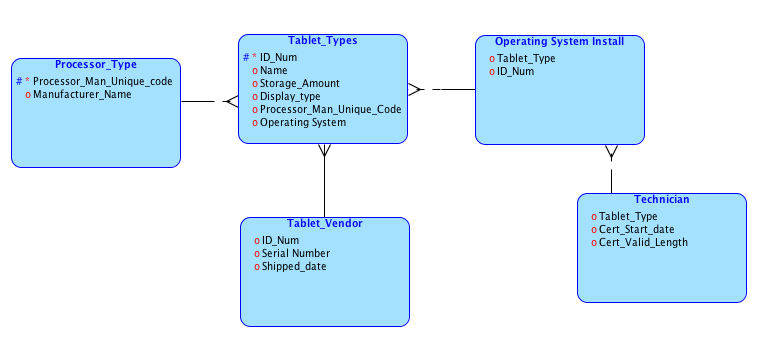 Processor_Type
# * Processor_Man_Unique_code
o Manufacturer_Name
Tablet_Types
# * ID_Num
o Name
o Storage_Amount
o Display_type
o Processor_Man_Unique_Code
o Operating System
Operating System Install
o Tablet_Type
o ID_Num
Tablet_Vendor
o ID_Num
o Serial Number
o Shipped_date
Technician
o Tablet_Type
o Cert_Start_date
o Cert_Valid_Length